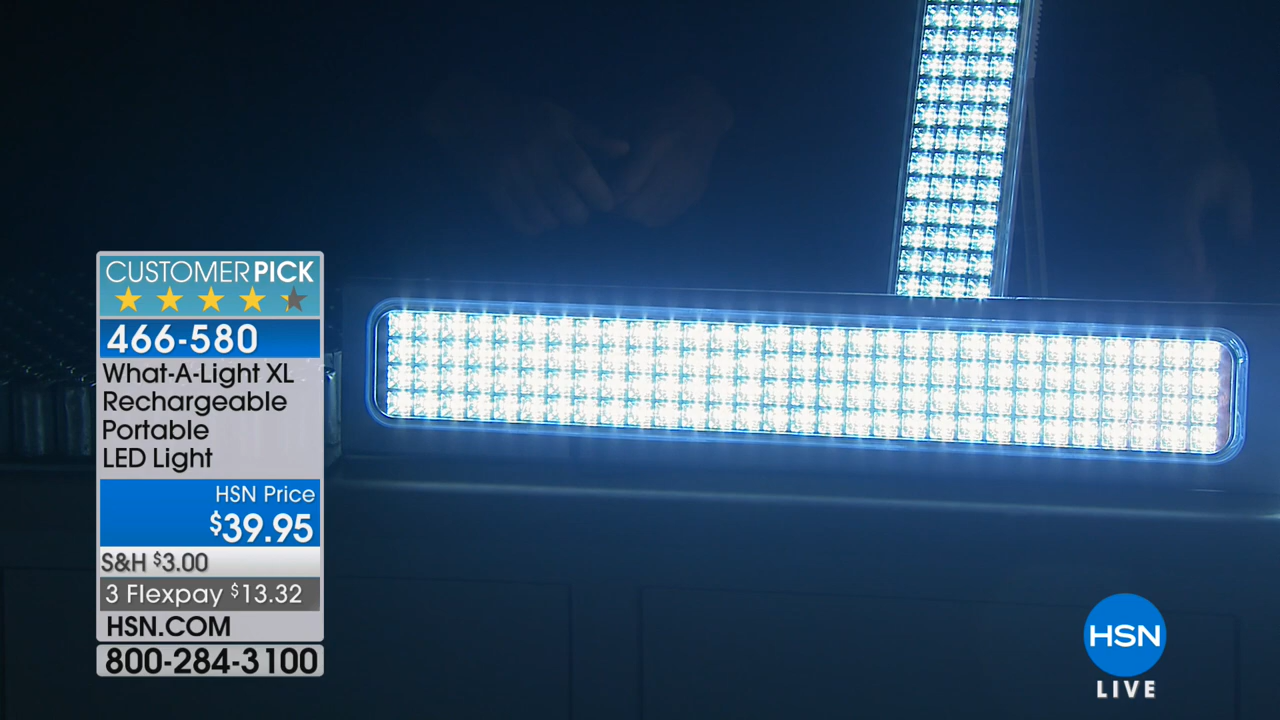 CUSTOMERPICK
466-580
What-A-Light XL
Rechargeable
Portable
LED Light
HSN Price
$39.95
S&H $3.00
3 Flexpay $13.32
HSN.COM
800-284-3100
HSN
LIVE